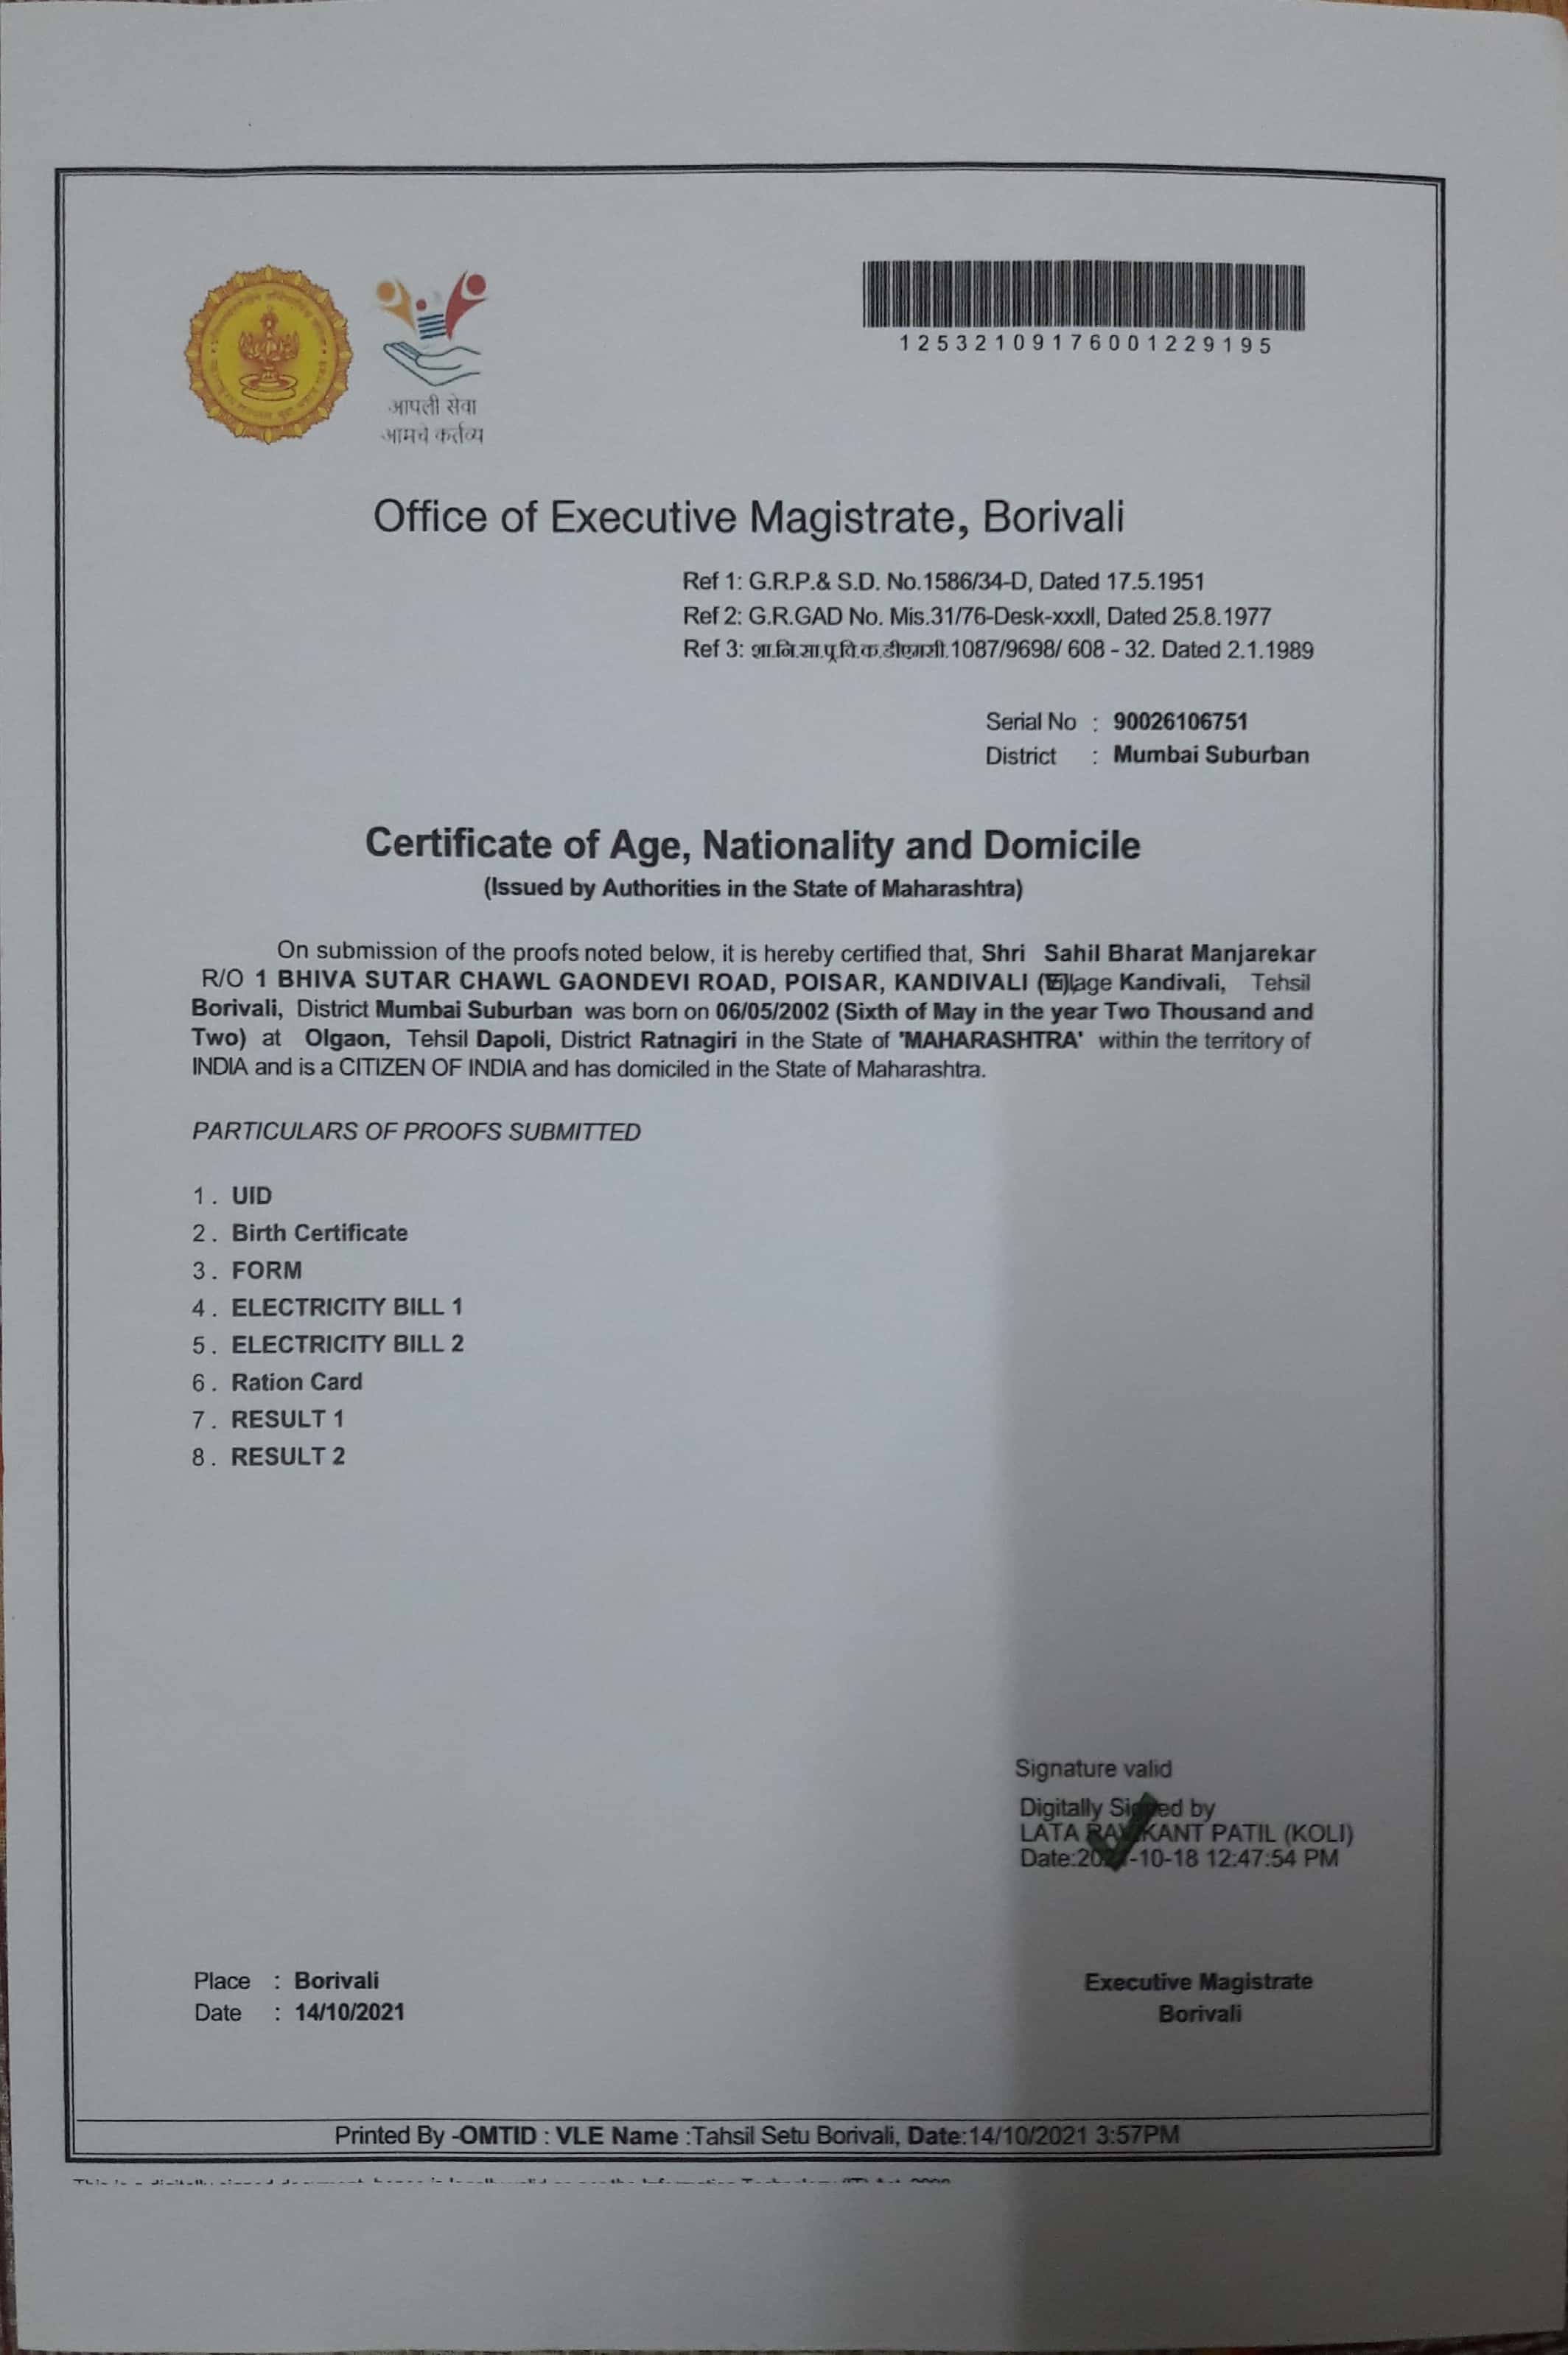 12532109176001229195
आपली सेवा
आमचे कर्तव्य
Office of Executive Magistrate, Borivali
Ref 1: G.R.P.& S.D. No.1586/34-D, Dated 17.5.1951
Ref 2: G.R.GAD No. Mis.31/76-Desk-xxxII, Dated 25.8.1977
Ref 3: शा.नि.सा.प्र.वि.क.डीएमसी.1087/9698/ 608 - 32. Dated 2.1.1989
Serial No : 90026106751
District : Mumbai Suburban
Certificate of Age, Nationality and Domicile
(Issued by Authorities in the State of Maharashtra)
On submission of the proofs noted below, it is hereby certified that, Shri Sahil Bharat Manjarekar
R/O 1 BHIVA SUTAR CHAWL GAONDEVI ROAD, POISAR, KANDIVALI Kandivali, Tehsil
Borivali, District Mumbai Suburban was born on 06/05/2002 (Sixth of May in the year Two Thousand and
Two) at Olgaon, Tehsil Dapoli, District Ratnagiri in the State of 'MAHARASHTRA' within the territory of
INDIA and is a CITIZEN OF INDIA and has domiciled in the State of Maharashtra.
PARTICULARS OF PROOFS SUBMITTED
1. UID
2. Birth Certificate
3. FORM
4. ELECTRICITY BILL 1
5. ELECTRICITY BILL 2
6. Ration Card
7. RESULT 1
8. RESULT 2
Signature valid
Digitally Signed by
LATA KANT PATIL (KOLI)
Date: -10-18 12:47:54 PM
Place : Borivali
Date : 14/10/2021
Executive Magistrate
Borivali
Printed By -OMTID : VLE Name :Tahsil Setu Borivali, Date:14/10/2021 3:57PM